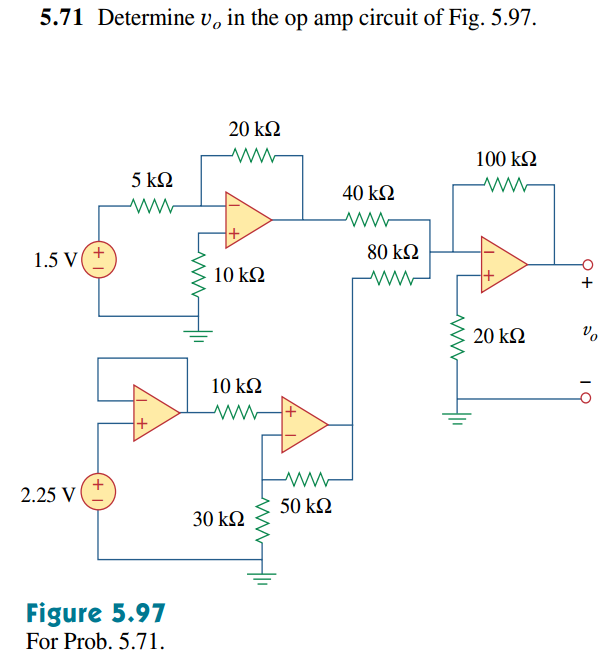 5.71 Determine vₒ in the op amp circuit of Fig. 5.97.
20 kΩ
100 kΩ
5 kΩ
40 kΩ
−
+
1.5 V
+
−
10 kΩ
80 kΩ
−
+
+
20 kΩ
vₒ
−
10 kΩ
−
+
+
−
2.25 V
+
−
50 kΩ
30 kΩ
Figure 5.97
For Prob. 5.71.